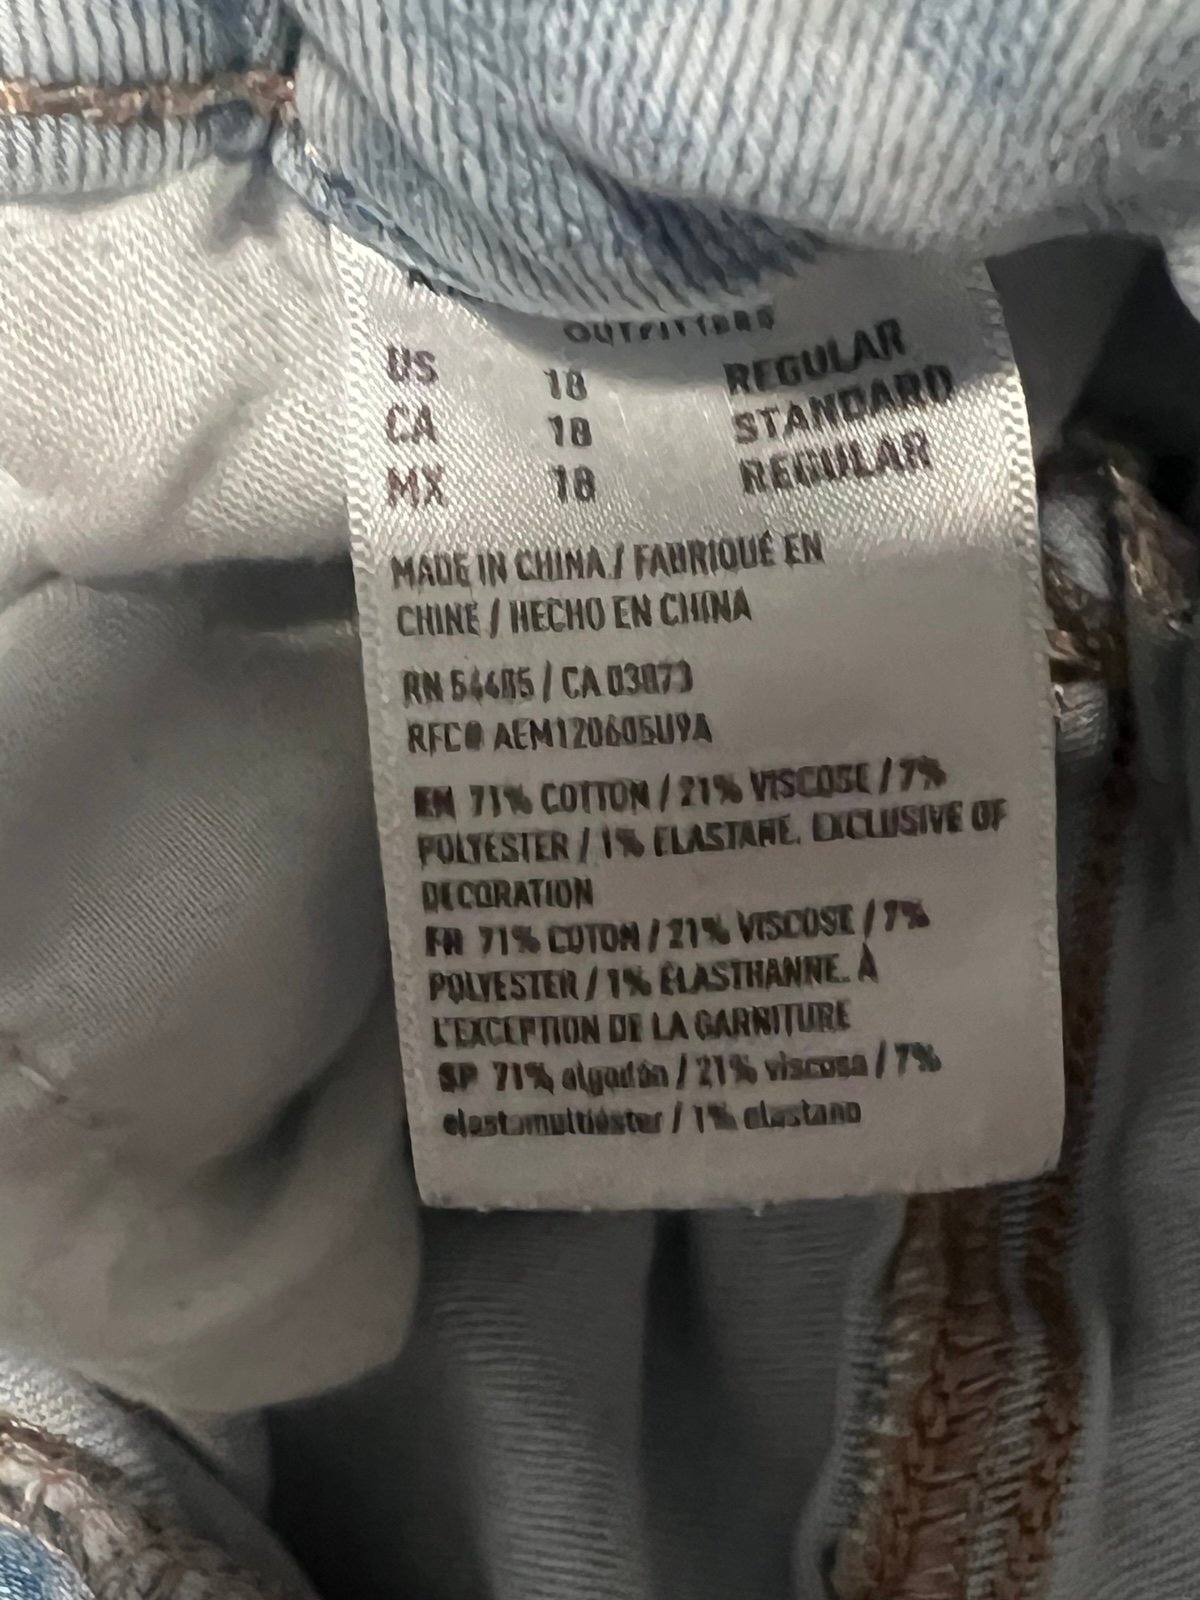 OUTFITTERS
US 18 REGULAR
CA 18 STANDARD
MX 18 REGULAR
MADE IN CHINA / FABRIQUÉ EN
CHINE / HECHO EN CHINA
RN 54485 / CA 03873
RFC# AEM120605U9A
EN 71% COTTON / 21% VISCOSE / 7%
POLYESTER / 1% ELASTANE. EXCLUSIVE OF
DECORATION
FR 71% COTON / 21% VISCOSE / 7%
POLYESTER / 1% ÉLASTHANNE. À
L'EXCEPTION DE LA GARNITURE
SP 71% algodón / 21% viscosa / 7%
elastomultiéster / 1% elastano